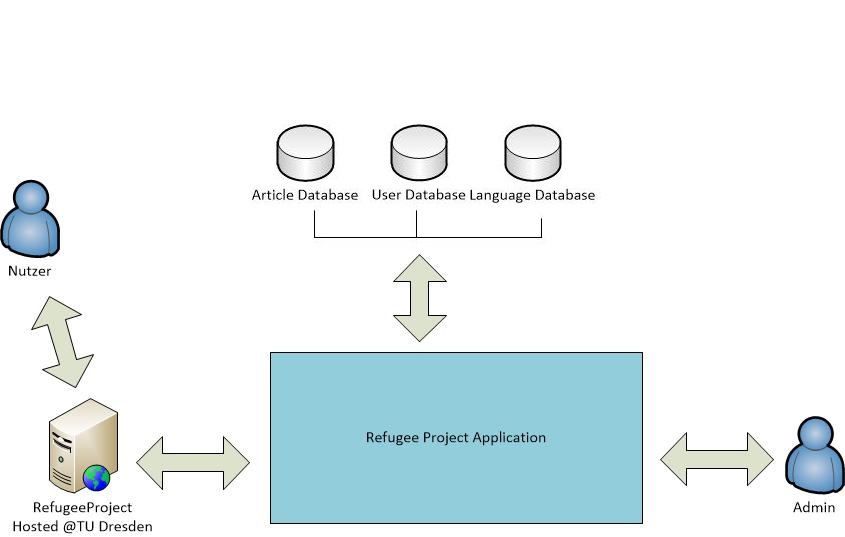 Article Database
User Database
Language Database
Nutzer
Refugee Project Application
RefugeeProject
Hosted @TU Dresden
Admin